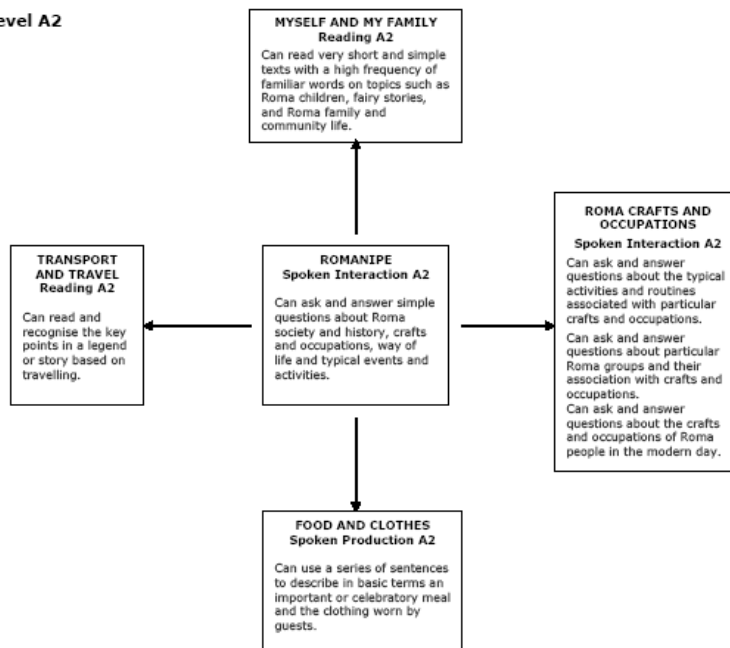 evel A2
MYSELF AND MY FAMILY
Reading A2
Can read very short and simple
texts with a high frequency of
familiar words on topics such as
Roma children, fairy stories,
and Roma family and
community life.
TRANSPORT
AND TRAVEL
Reading A2
Can read and
recognise the key
points in a legend
or story based on
travelling.
ROMANIPE
Spoken Interaction A2
Can ask and answer simple
questions about Roma
society and history, crafts
and occupations, way of
life and typical events and
activities.
ROMA CRAFTS AND
OCCUPATIONS
Spoken Interaction A2
Can ask and answer
questions about the typical
activities and routines
associated with particular
crafts and occupations.
Can ask and answer
questions about particular
Roma groups and their
association with crafts and
occupations.
Can ask and answer
questions about the crafts
and occupations of Roma
people in the modern day.
FOOD AND CLOTHES
Spoken Production A2
Can use a series of sentences
to describe in basic terms an
important or celebratory meal
and the clothing worn by
guests.